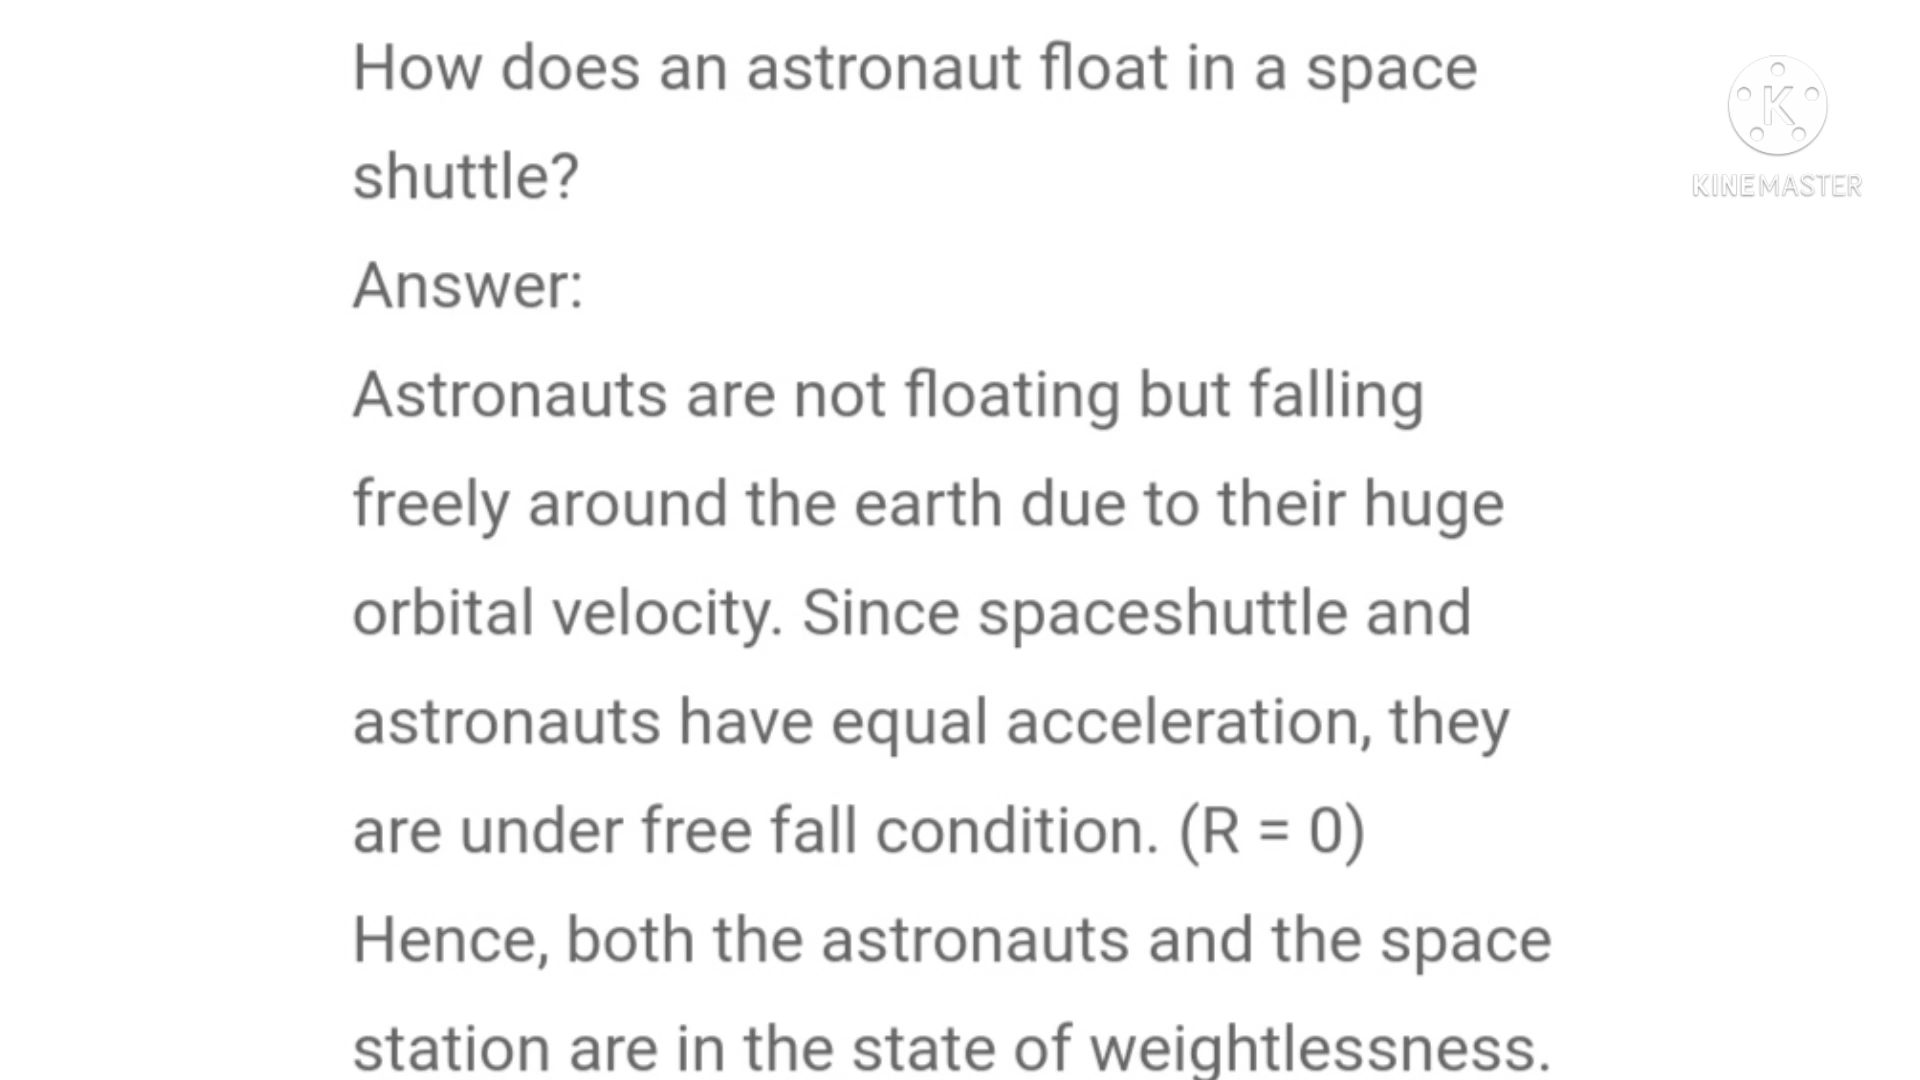 How does an astronaut float in a space
shuttle?
Answer:
Astronauts are not floating but falling
freely around the earth due to their huge
orbital velocity. Since spaceshuttle and
astronauts have equal acceleration, they
are under free fall condition. (R = 0)
Hence, both the astronauts and the space
station are in the state of weightlessness.
K
KINEMASTER